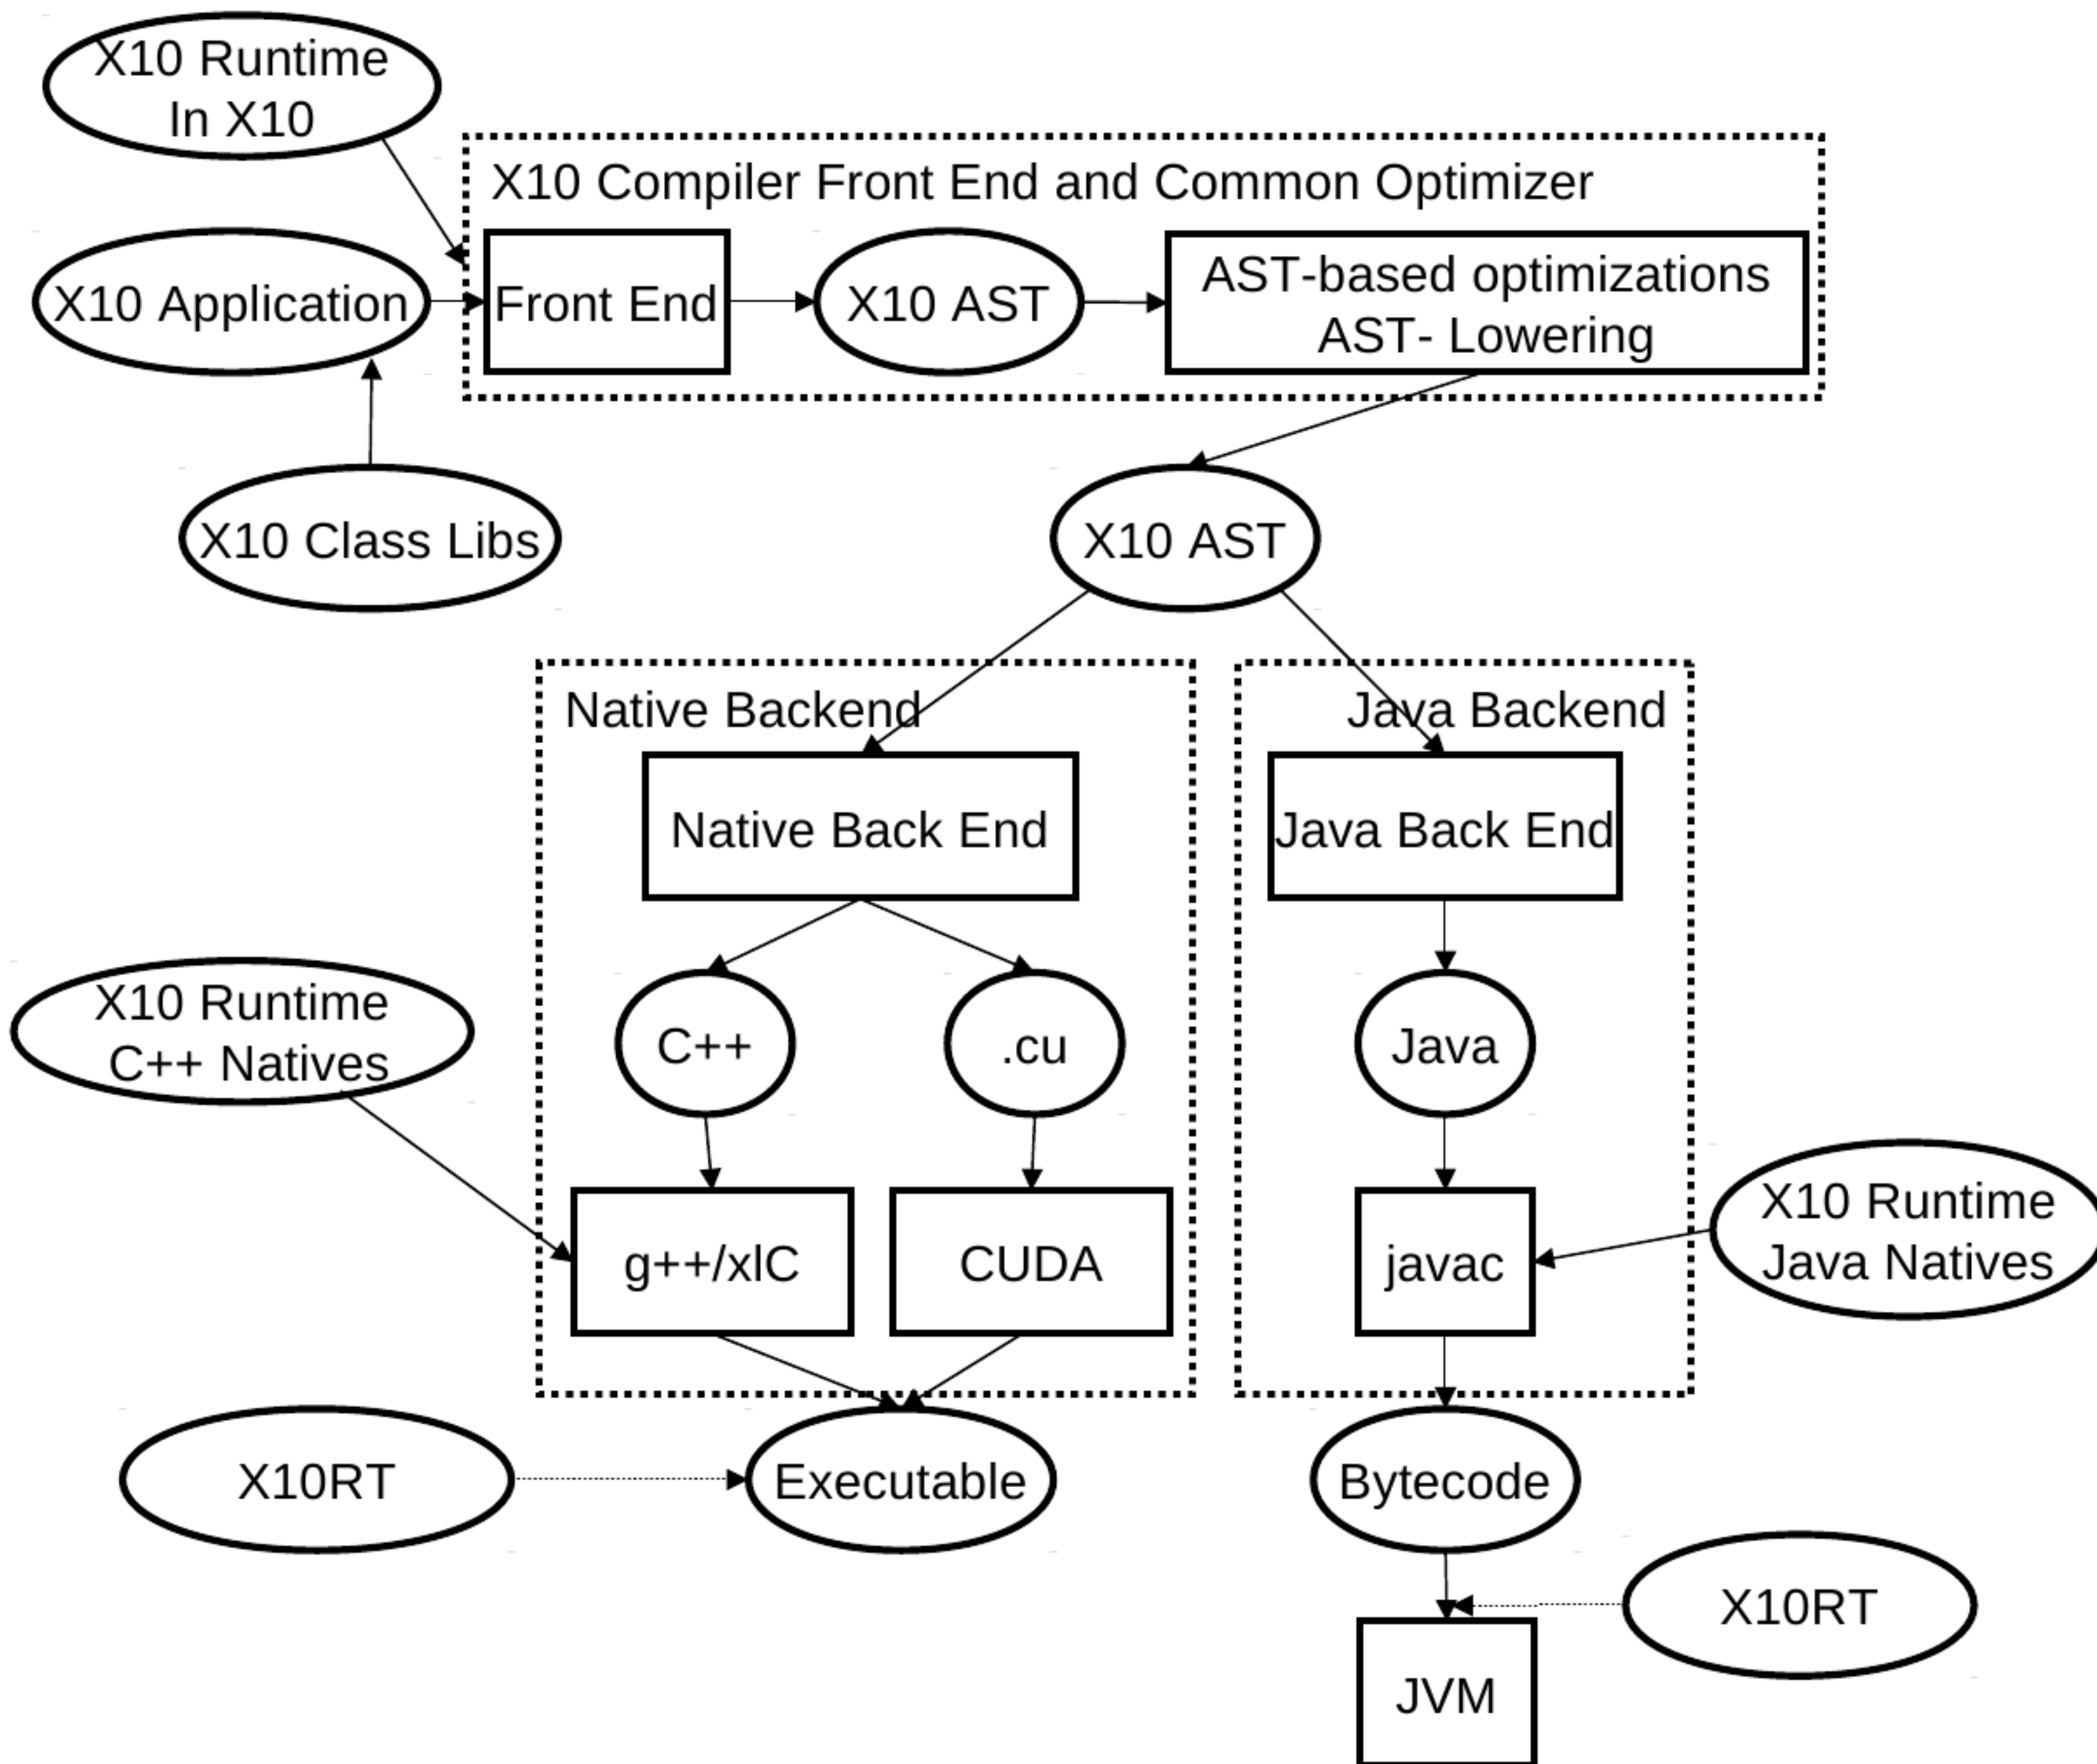 X10 Runtime
In X10
X10 Compiler Front End and Common Optimizer
X10 Application
Front End
X10 AST
AST-based optimizations
AST- Lowering
X10 Class Libs
X10 AST
Native Backend
Java Backend
Native Back End
Java Back End
X10 Runtime
C++ Natives
C++
.cu
Java
g++/xlC
CUDA
javac
X10 Runtime
Java Natives
X10RT
Executable
Bytecode
X10RT
JVM